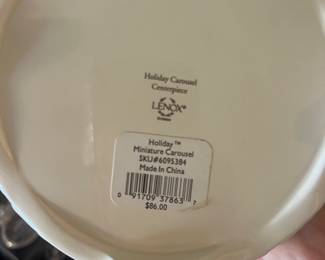 Holiday Carousel
Centerpiece
LENOX®
Holiday™
Miniature Carousel
SKU#6095384
Made In China
0 91709 37863 7
$86.00